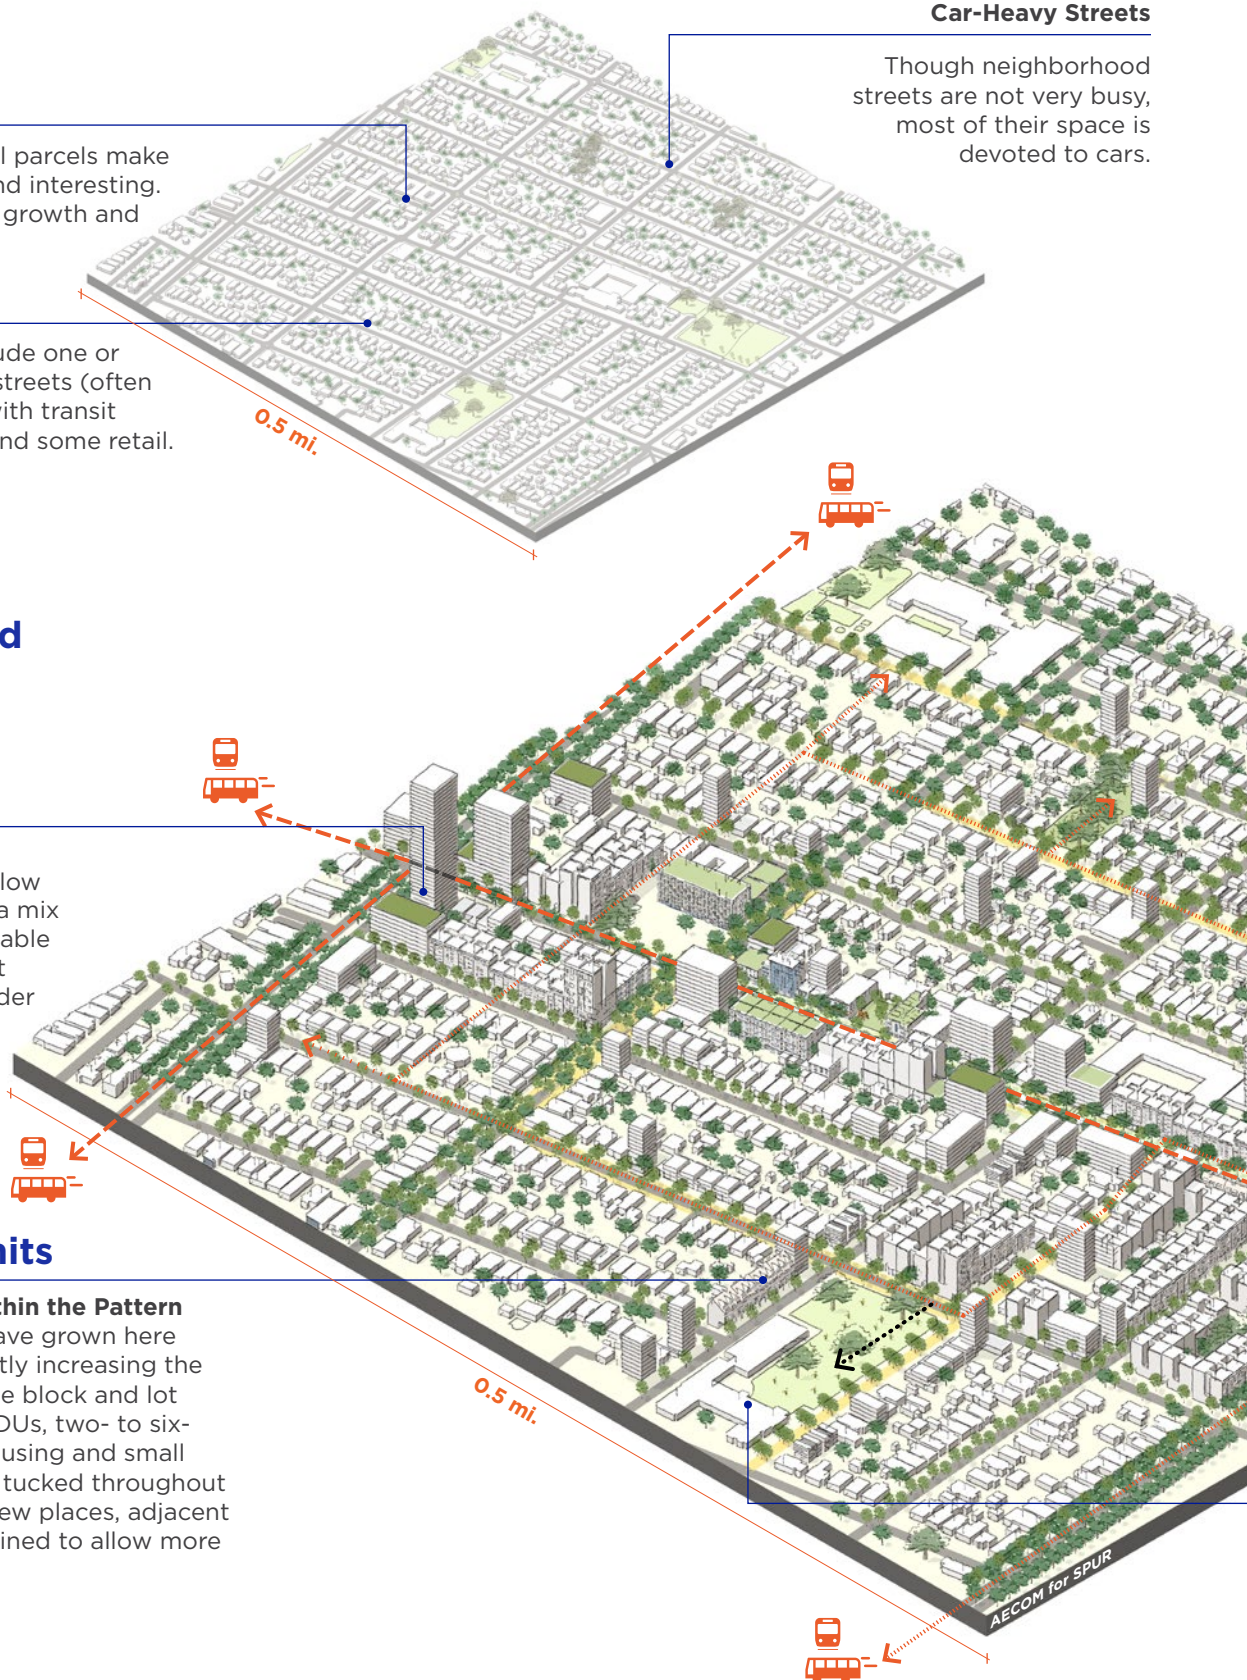 Car-Heavy Streets
Though neighborhood
streets are not very busy,
most of their space is
devoted to cars.
l parcels make
nd interesting.
growth and
ude one or
streets (often
with transit
nd some retail.
0.5 mi.
d
low
a mix
able
t
der
nits
thin the Pattern
ave grown here
tly increasing the
e block and lot
DUs, two- to six-
using and small
tucked throughout
ew places, adjacent
ined to allow more
0.5 mi.
AECOM for SPUR